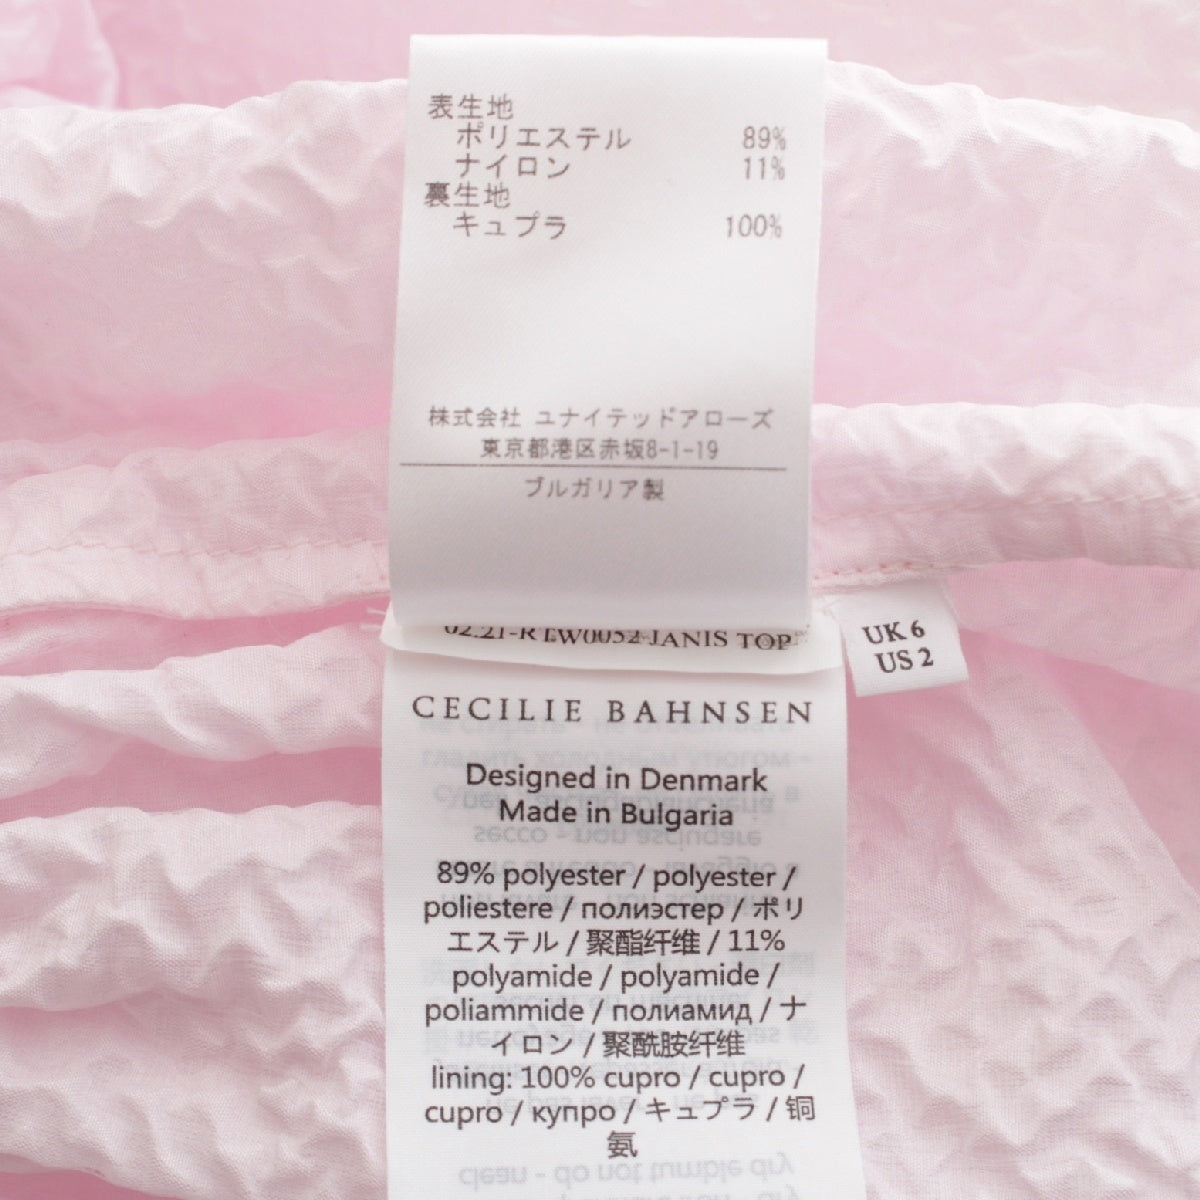 表生地
ポリエステル 89%
ナイロン 11%
裏生地
キュプラ 100%
株式会社 ユナイテッドアローズ
東京都港区赤坂8-1-19
ブルガリア製
02.21-RTW0052-JANIS TOP
UK 6
US 2
CECILIE BAHNSEN
Designed in Denmark
Made in Bulgaria
89% polyester / polyester /
poliestere / полиэстер / ポリ
エステル / 聚酯纤维 / 11%
polyamide / polyamide /
poliammide / полиамид / ナ
イロン / 聚酰胺纤维
lining: 100% cupro / cupro /
cupro / купро / キュプラ / 铜
氨